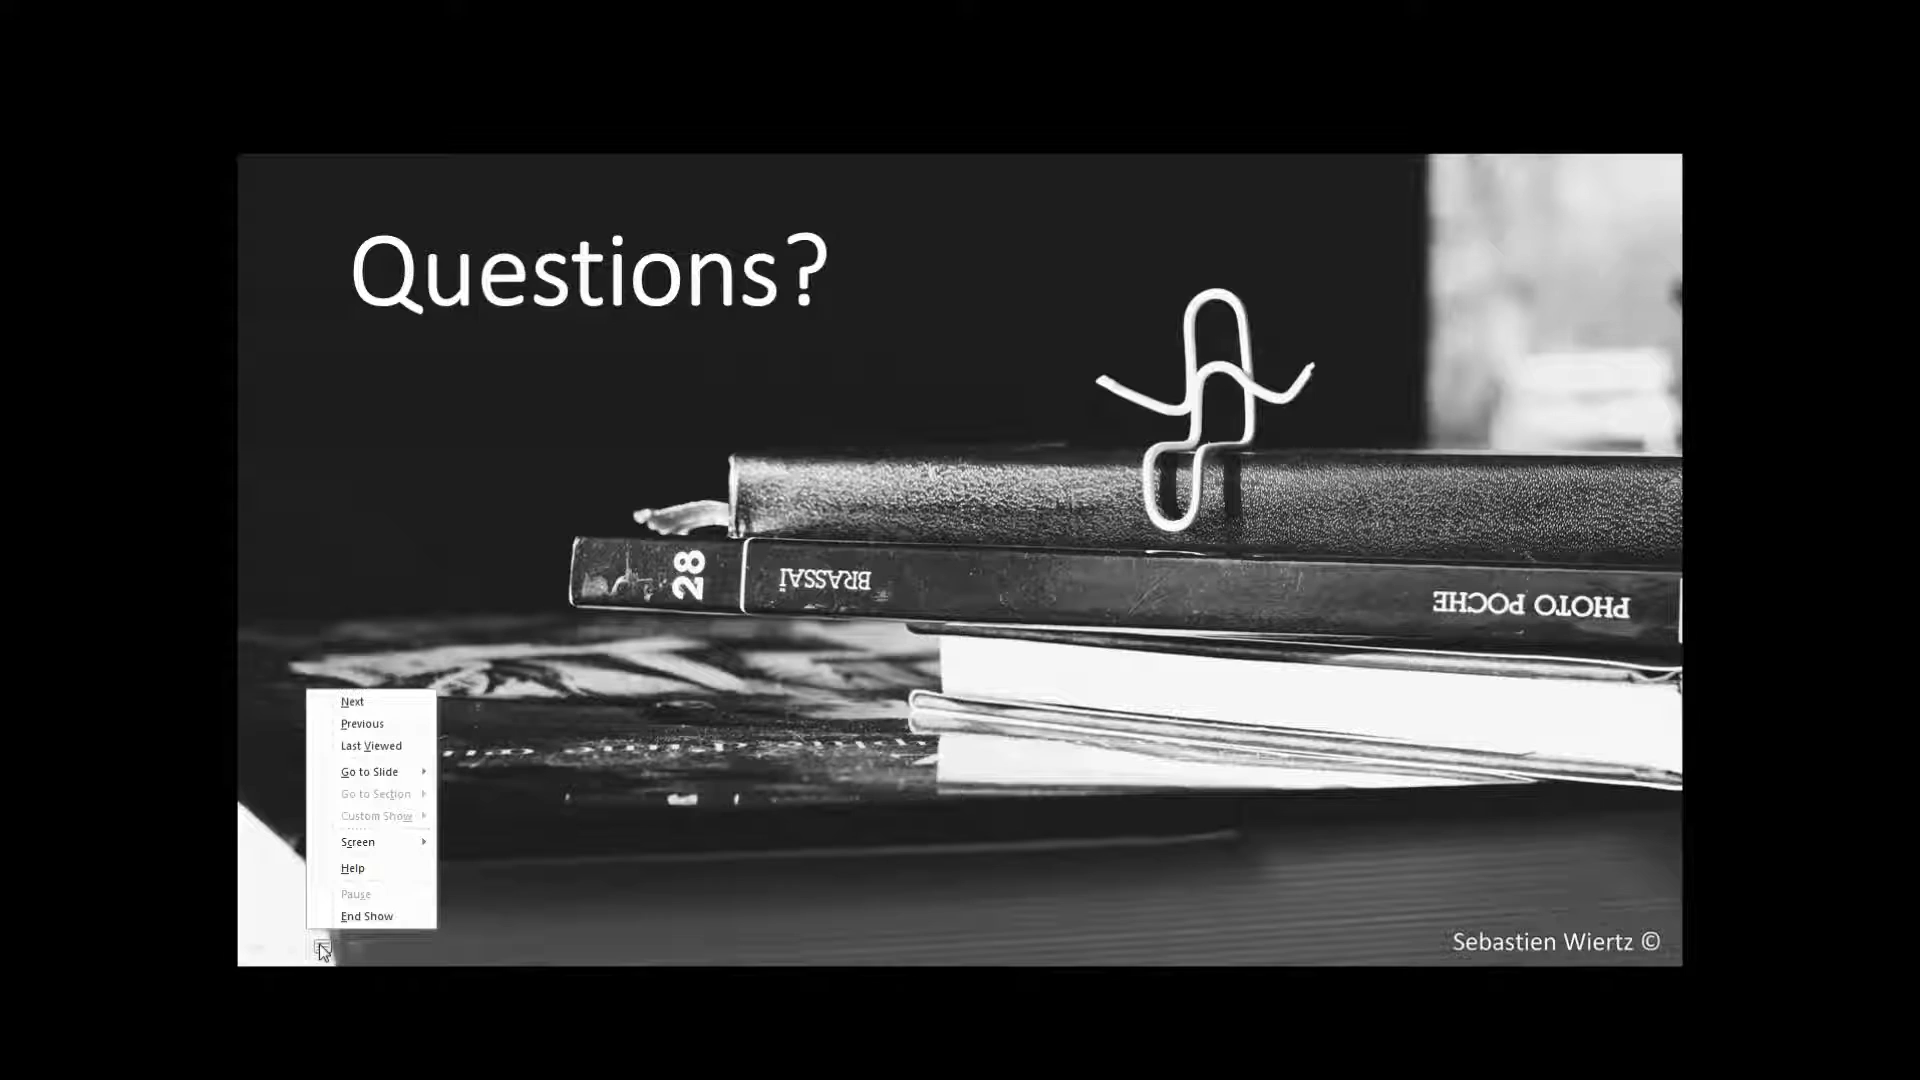 Questions?
28
BRASSAÏ
PHOTO POCHE
Next
Previous
Last Viewed
Go to Slide
Go to Section
Custom Show
Screen
Help
Pause
End Show
Sebastien Wiertz ©